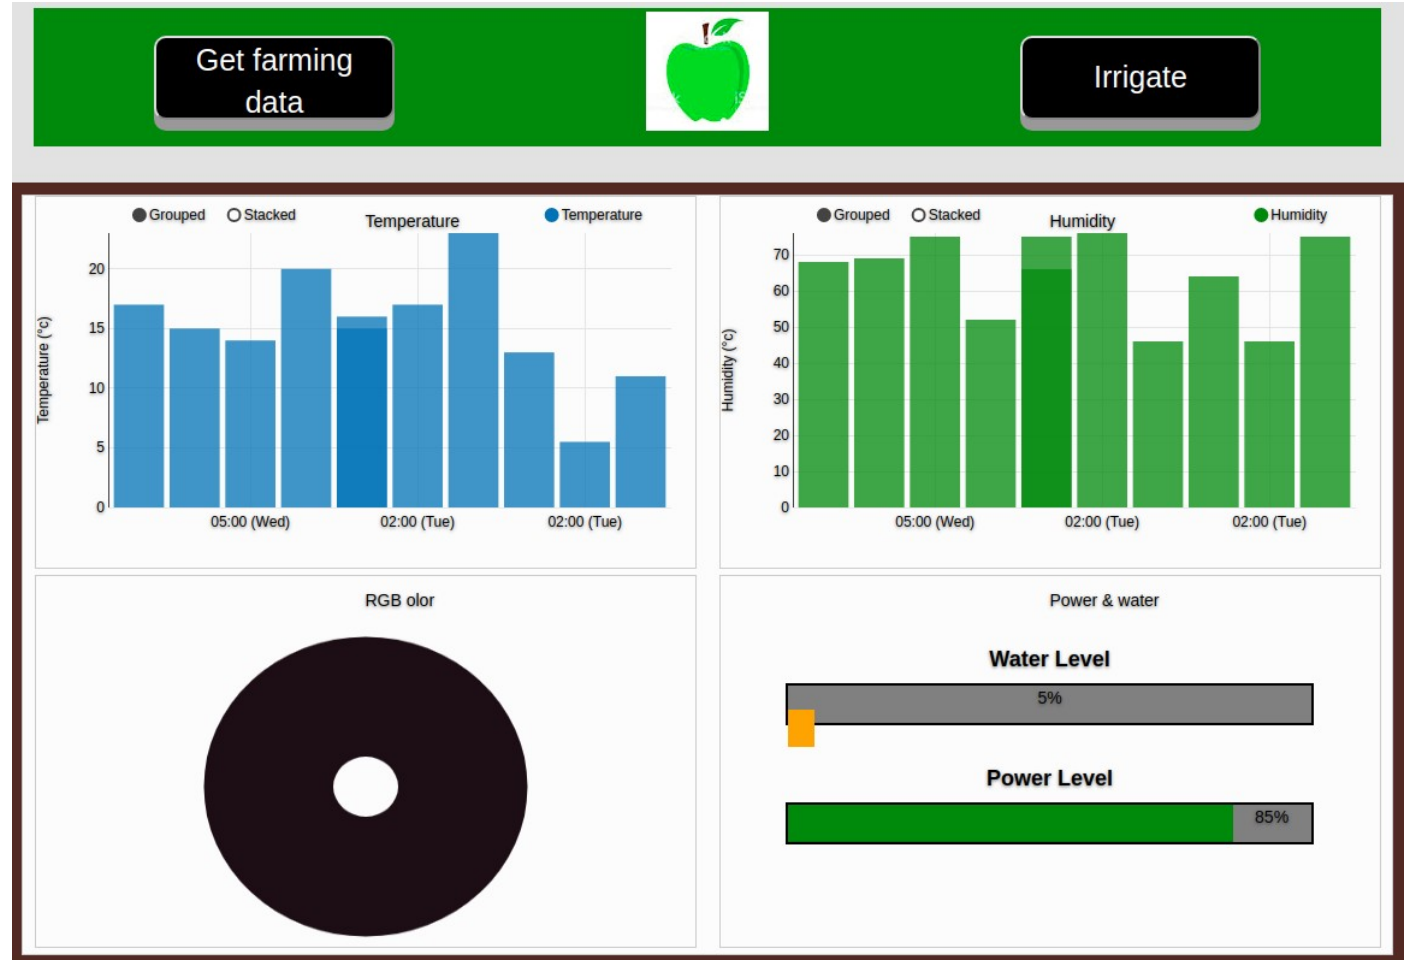 Get farming
data
Irrigate
Grouped Stacked Temperature Temperature
20
15
10
5
0
Temperature (°c)
05:00 (Wed) 02:00 (Tue) 02:00 (Tue)
Grouped Stacked Humidity Humidity
70
60
50
40
30
20
10
0
Humidity (°c)
05:00 (Wed) 02:00 (Tue) 02:00 (Tue)
RGB olor
Power & water
Water Level
5%
Power Level
85%